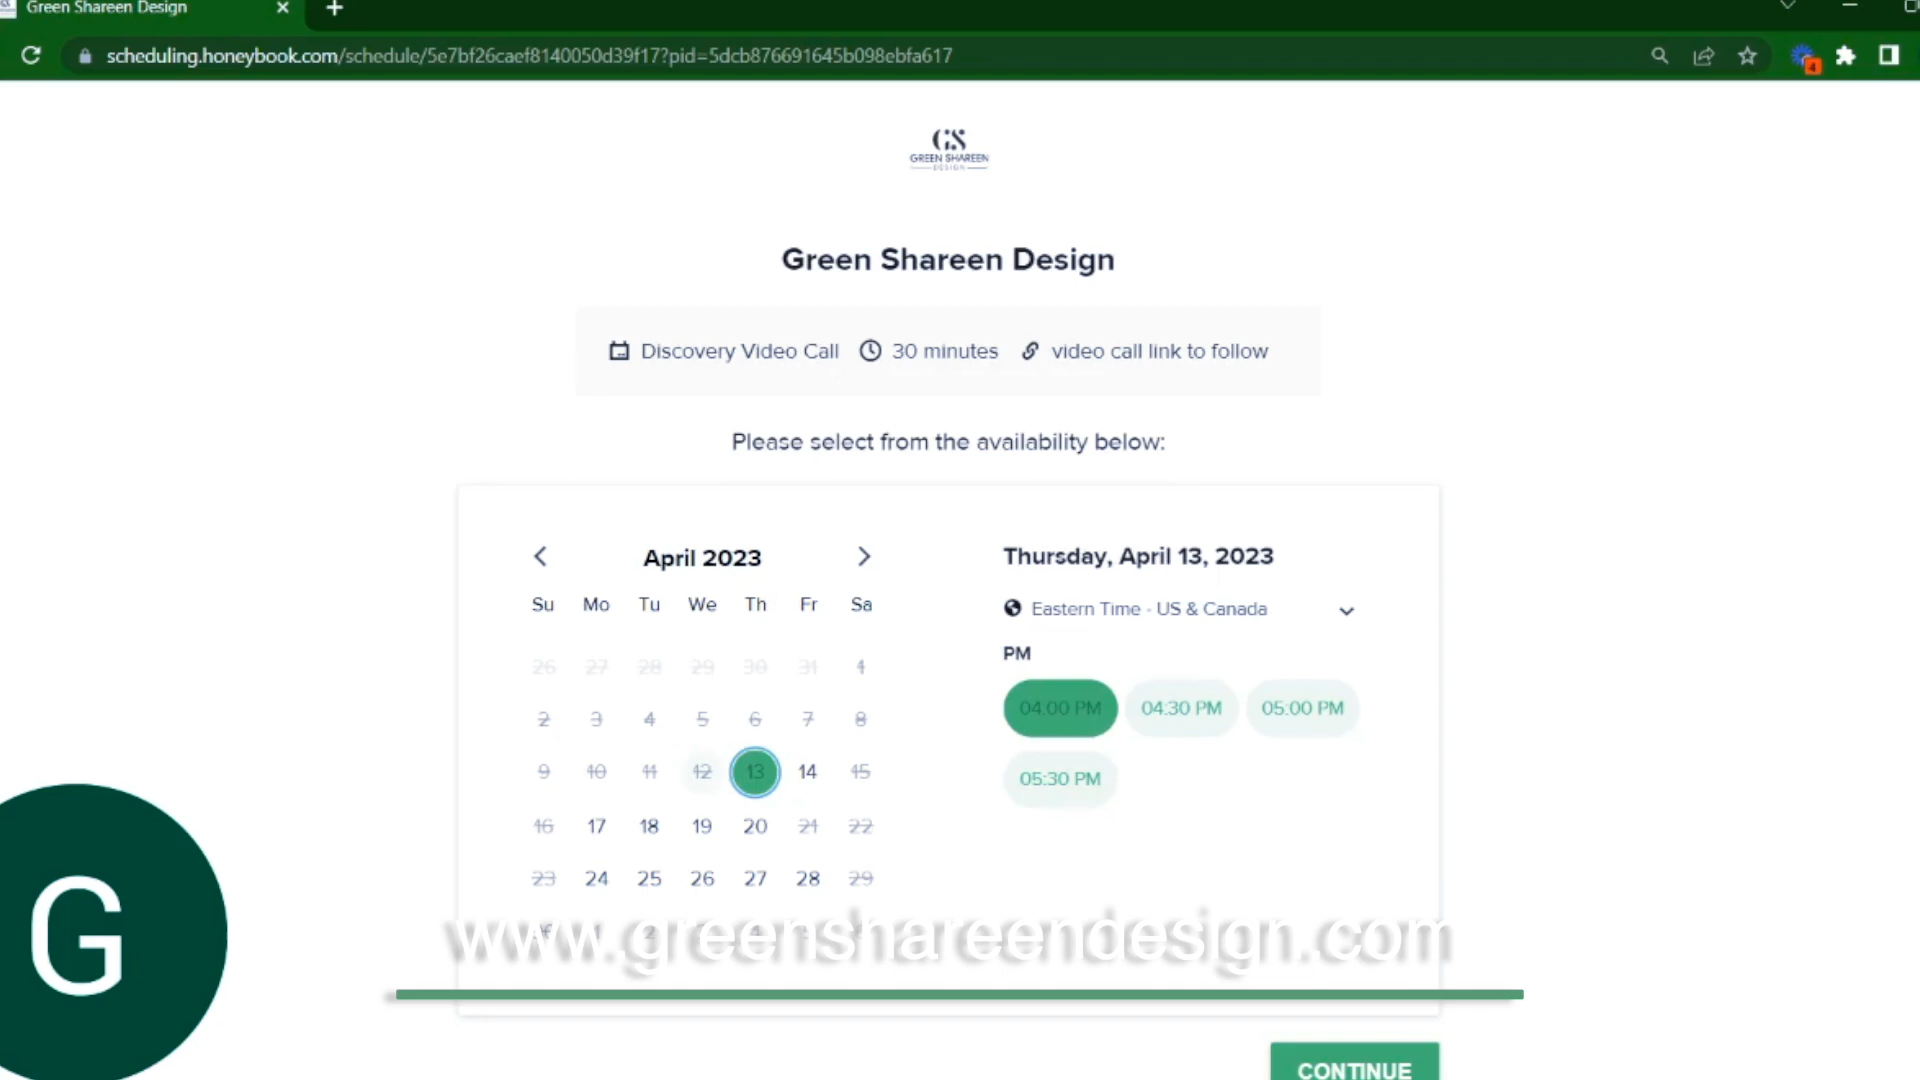 Green Shareen Design
scheduling.honeybook.com/schedule/5e7bf26caef8140050d39f17?pid=5dcb876691645b098ebfa617
4
GS
GREEN SHAREEN
DESIGN
Green Shareen Design
Discovery Video Call 30 minutes video call link to follow
Please select from the availability below:
April 2023
Su Mo Tu We Th Fr Sa
26 27 28 29 30 31 1
2 3 4 5 6 7 8
9 10 11 12 13 14 15
16 17 18 19 20 21 22
23 24 25 26 27 28 29
Thursday, April 13, 2023
Eastern Time - US & Canada
PM
04:00 PM 04:30 PM 05:00 PM
05:30 PM
G
www.greenshareendesign.com
CONTINUE